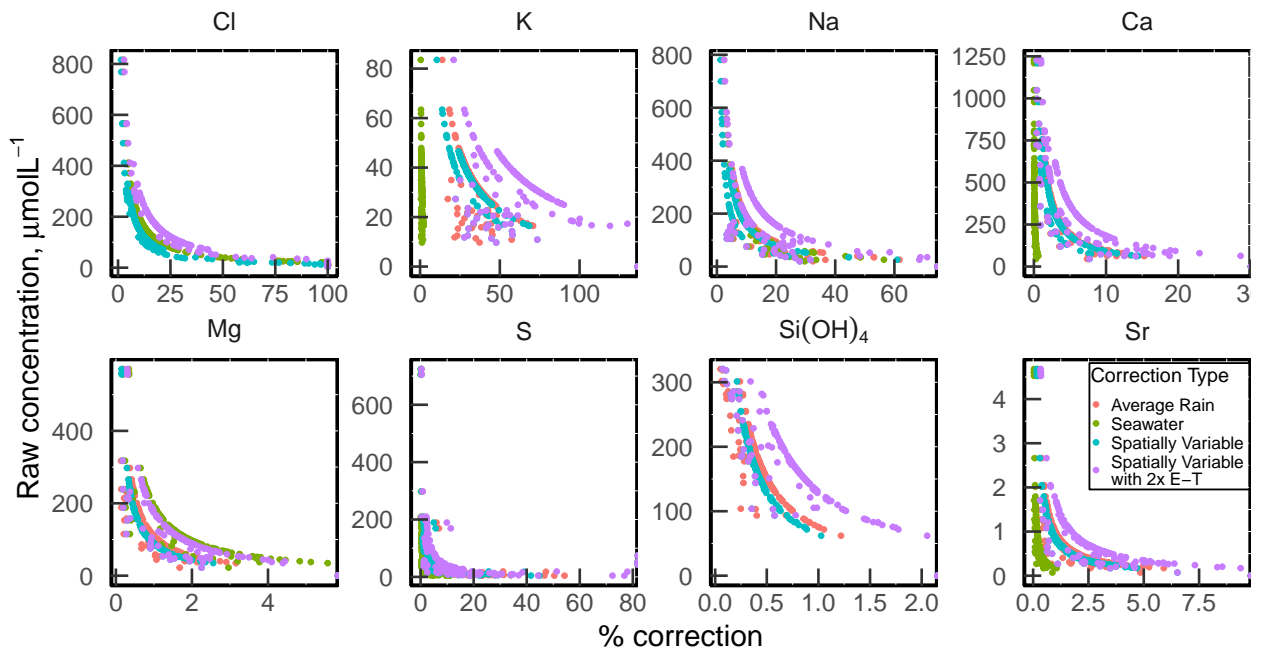 Cl K Na Ca
800 600 400 200 0
0 25 50 75 100
80 60 40 20 0
0 50 100
800 600 400 200 0
0 20 40 60
1250 1000 750 500 250 0
0 10 20 30
Raw concentration, μmolL⁻¹
Mg S Si(OH)₄ Sr
400 200 0
0 2 4
600 400 200 0
0 20 40 60 80
300 200 100 0
0.0 0.5 1.0 1.5 2.0
4 3 2 1 0
0.0 2.5 5.0 7.5
Correction Type
Average Rain
Seawater
Spatially Variable
Spatially Variable
with 2x E−T
% correction